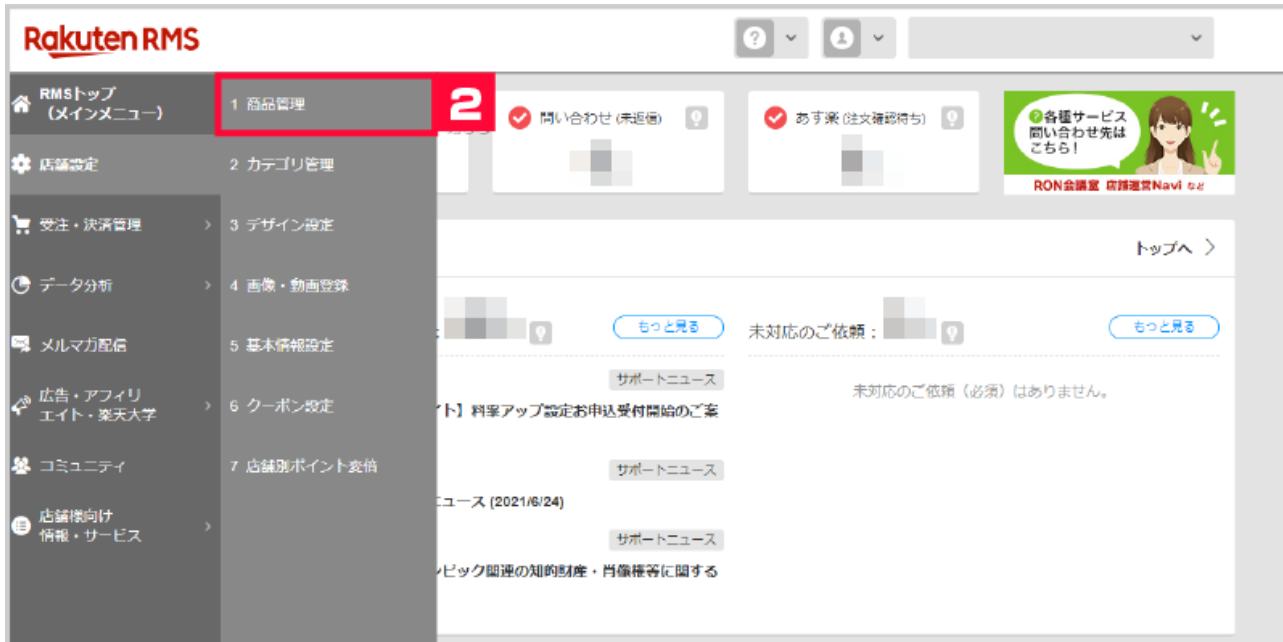 Rakuten RMS
RMSトップ
（メインメニュー）
店舗設定
受注・決済管理
データ分析
メルマガ配信
広告・アフィリ
エイト・楽天大学
コミュニティ
店舗様向け
情報・サービス
1 商品管理
2
2 カテゴリ管理
3 デザイン設定
4 画像・動画登録
5 基本情報設定
6 クーポン設定
7 店舗別ポイント変倍
問い合わせ (未返信)
あす楽 (注文確認待ち)
各種サービス
問い合わせ先は
こちら！
RON会議室 店舗運営Navi など
トップへ
もっと見る
未対応のご依頼：
もっと見る
サポートニュース
未対応のご依頼（必須）はありません。
イト】料率アップ設定お申込受付開始のご案
サポートニュース
ニュース (2021/6/24)
サポートニュース
ンピック関連の知的財産・肖像権等に関する